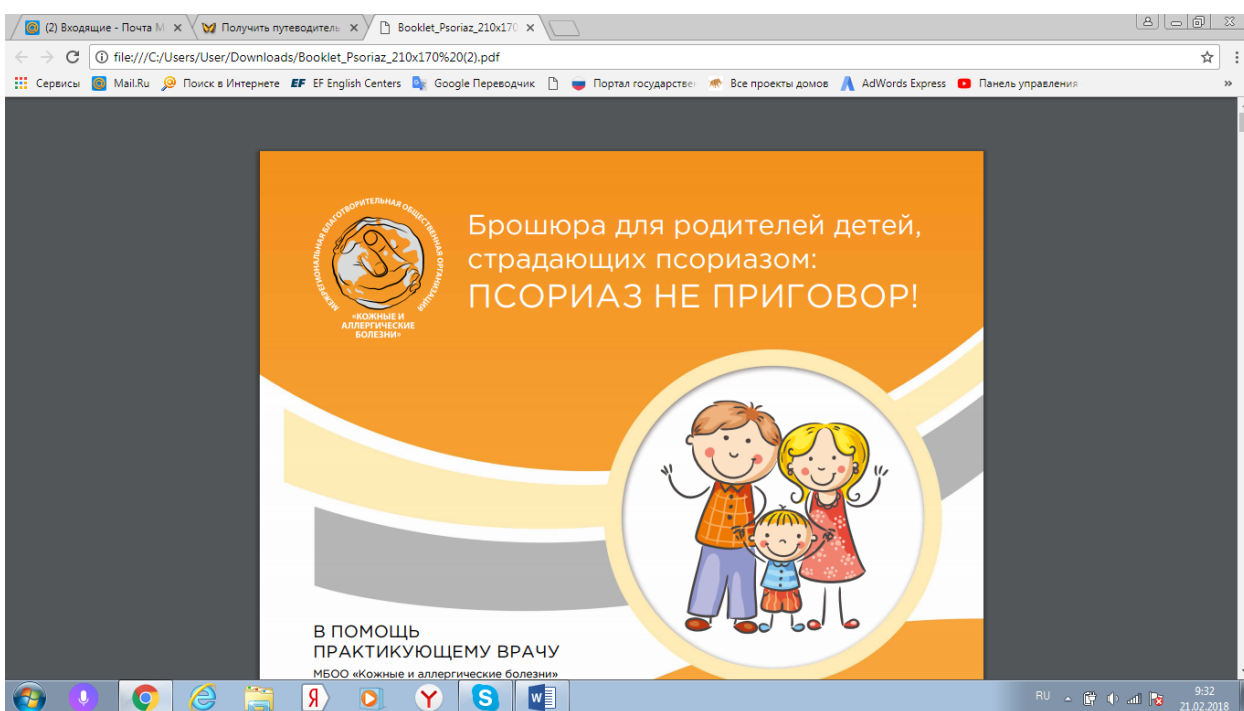 (2) Входящие - Почта М
Получить путеводитель
Booklet_Psoriaz_210x170
file:///C:/Users/User/Downloads/Booklet_Psoriaz_210x170%20(2).pdf
Сервисы
Mail.Ru
Поиск в Интернете
EF EF English Centers
Google Переводчик
Портал государстве
Все проекты домов
AdWords Express
Панель управления
»
МЕЖРЕГИОНАЛЬНАЯ БЛАГОТВОРИТЕЛЬНАЯ ОБЩЕСТВЕННАЯ ОРГАНИЗАЦИЯ
«КОЖНЫЕ И
АЛЛЕРГИЧЕСКИЕ
БОЛЕЗНИ»
Брошюра для родителей детей,
страдающих псориазом:
ПСОРИАЗ НЕ ПРИГОВОР!
В ПОМОЩЬ
ПРАКТИКУЮЩЕМУ ВРАЧУ
МБОО «Кожные и аллергические болезни»
RU
9:32
21.02.2018